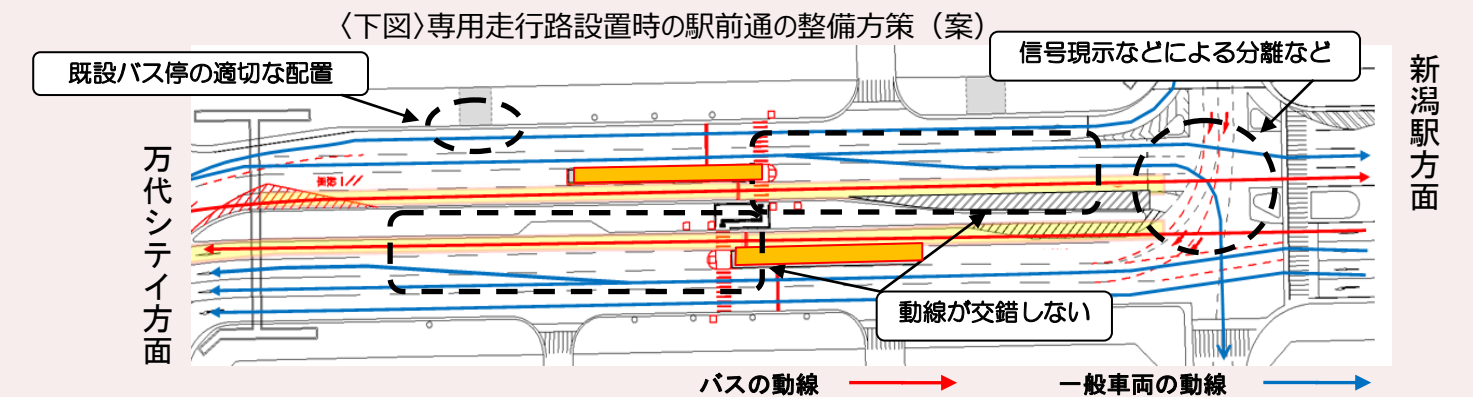 〈下図〉専用走行路設置時の駅前通の整備方策（案）
既設バス停の適切な配置
信号現示などによる分離など
新潟駅方面
万代シテイ方面
動線が交錯しない
バスの動線
一般車両の動線